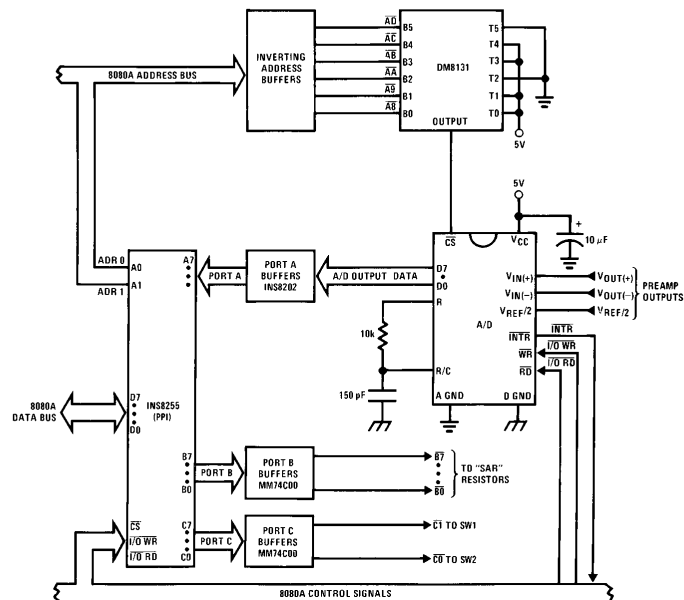 8080A ADDRESS BUS
INVERTING
ADDRESS
BUFFERS
AD
AC
AB
AA
A9
A8
B5
B4
B3
B2
B1
B0
DM8131
OUTPUT
T5
T4
T3
T2
T1
T0
5V
5V
+
10 µF
ADR 0
ADR 1
A0
A1
A7
A0
PORT A
PORT A
BUFFERS
INS8202
A/D OUTPUT DATA
CS
VCC
D7
D0
R
R/C
A/D
VIN(+)
VIN(−)
VREF/2
INTR
WR
RD
A GND
D GND
VOUT(+)
VOUT(−)
VREF/2
PREAMP
OUTPUTS
INTR
I/O WR
I/O RD
10k
150 pF
8080A
DATA BUS
D7
D0
INS8255
(PPI)
B7
B0
PORT B
PORT B
BUFFERS
MM74C00
B7
B0
TO "SAR"
RESISTORS
CS
I/O WR
I/O RD
C7
C0
PORT C
PORT C
BUFFERS
MM74C00
C1 TO SW1
C0 TO SW2
8080A CONTROL SIGNALS